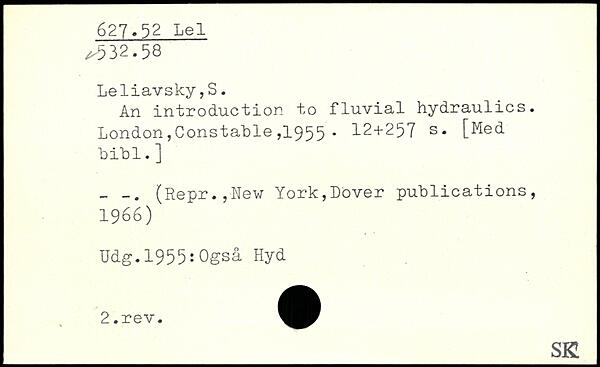 627.52 Lel
532.58
Leliavsky,S.
An introduction to fluvial hydraulics.
London,Constable,1955. 12+257 s. [Med
bibl.]
- -. (Repr.,New York,Dover publications,
1966)
Udg.1955:Også Hyd
2.rev.
SK